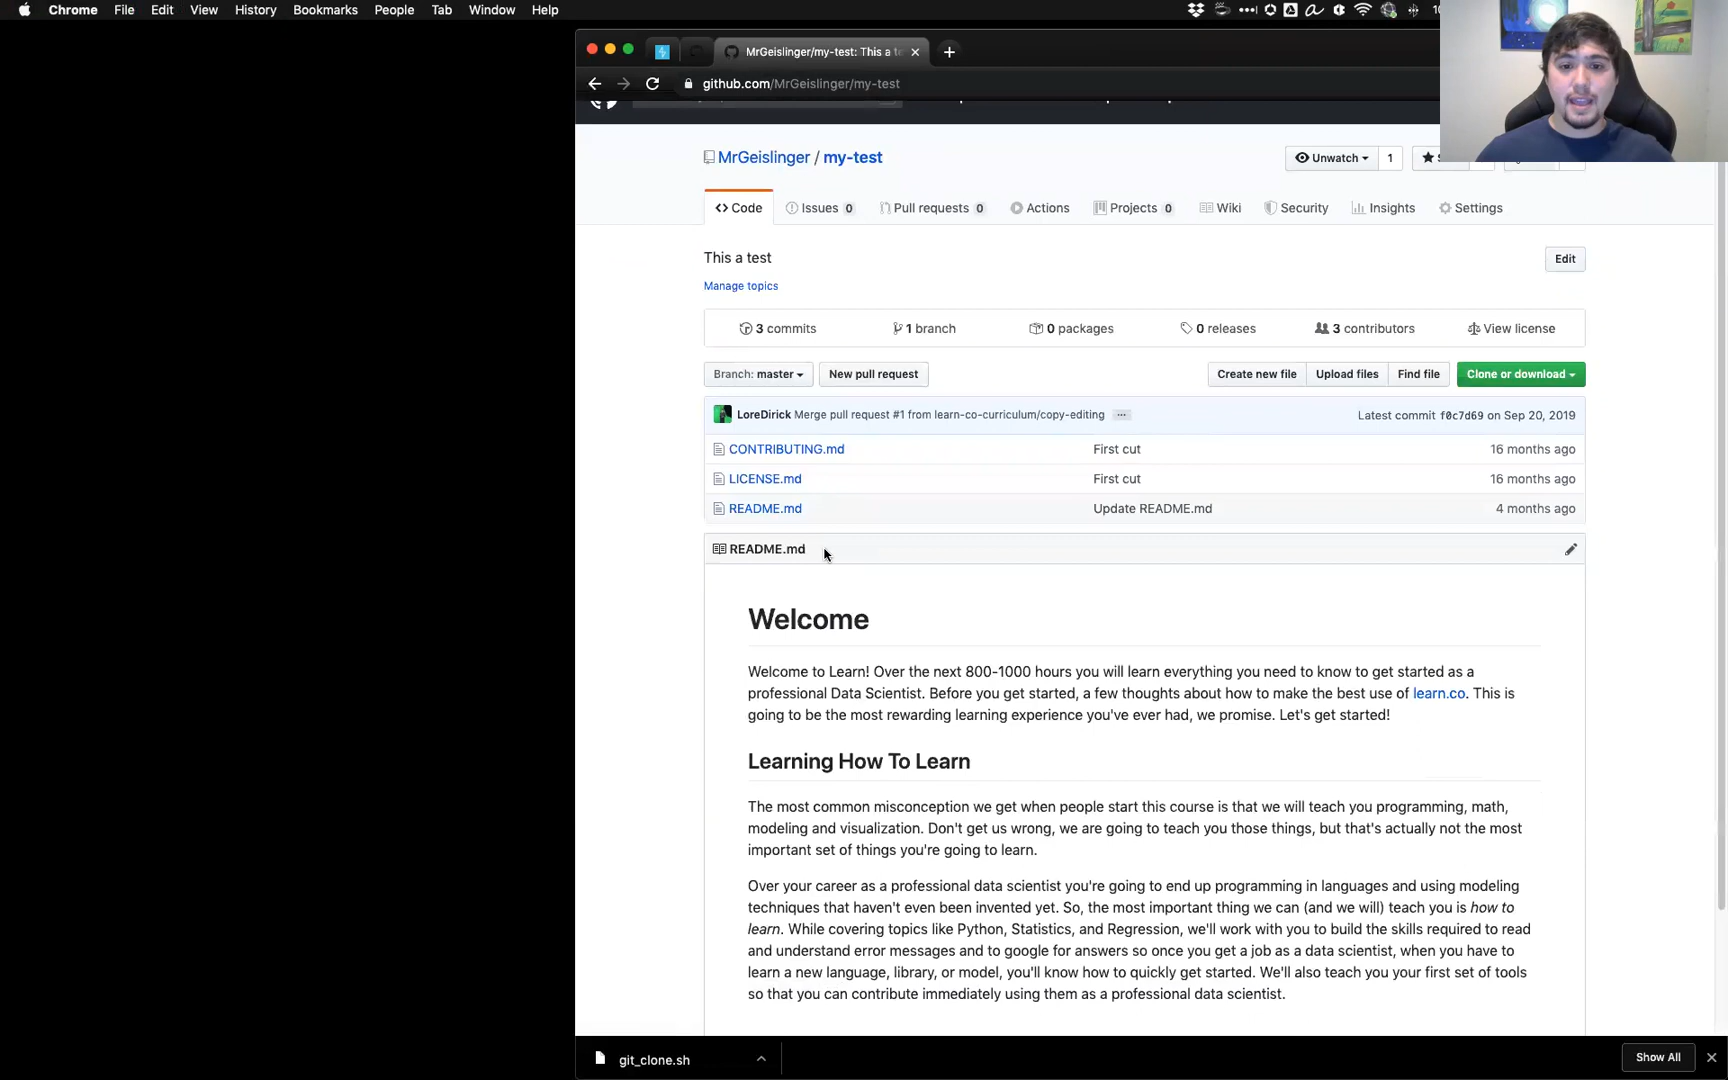 Chrome File Edit View History Bookmarks People Tab Window Help
MrGeislinger/my-test: This a te
github.com/MrGeislinger/my-test
MrGeislinger / my-test
Unwatch 1
Code Issues 0 Pull requests 0 Actions Projects 0 Wiki Security Insights Settings
This a test
Edit
Manage topics
3 commits 1 branch 0 packages 0 releases 3 contributors View license
Branch: master New pull request Create new file Upload files Find file Clone or download
LoreDirick Merge pull request #1 from learn-co-curriculum/copy-editing ... Latest commit f0c7d69 on Sep 20, 2019
CONTRIBUTING.md First cut 16 months ago
LICENSE.md First cut 16 months ago
README.md Update README.md 4 months ago
README.md
Welcome
Welcome to Learn! Over the next 800-1000 hours you will learn everything you need to know to get started as a
professional Data Scientist. Before you get started, a few thoughts about how to make the best use of learn.co. This is
going to be the most rewarding learning experience you've ever had, we promise. Let's get started!
Learning How To Learn
The most common misconception we get when people start this course is that we will teach you programming, math,
modeling and visualization. Don't get us wrong, we are going to teach you those things, but that's actually not the most
important set of things you're going to learn.
Over your career as a professional data scientist you're going to end up programming in languages and using modeling
techniques that haven't even been invented yet. So, the most important thing we can (and we will) teach you is how to
learn. While covering topics like Python, Statistics, and Regression, we'll work with you to build the skills required to read
and understand error messages and to google for answers so once you get a job as a data scientist, when you have to
learn a new language, library, or model, you'll know how to quickly get started. We'll also teach you your first set of tools
so that you can contribute immediately using them as a professional data scientist.
git_clone.sh Show All